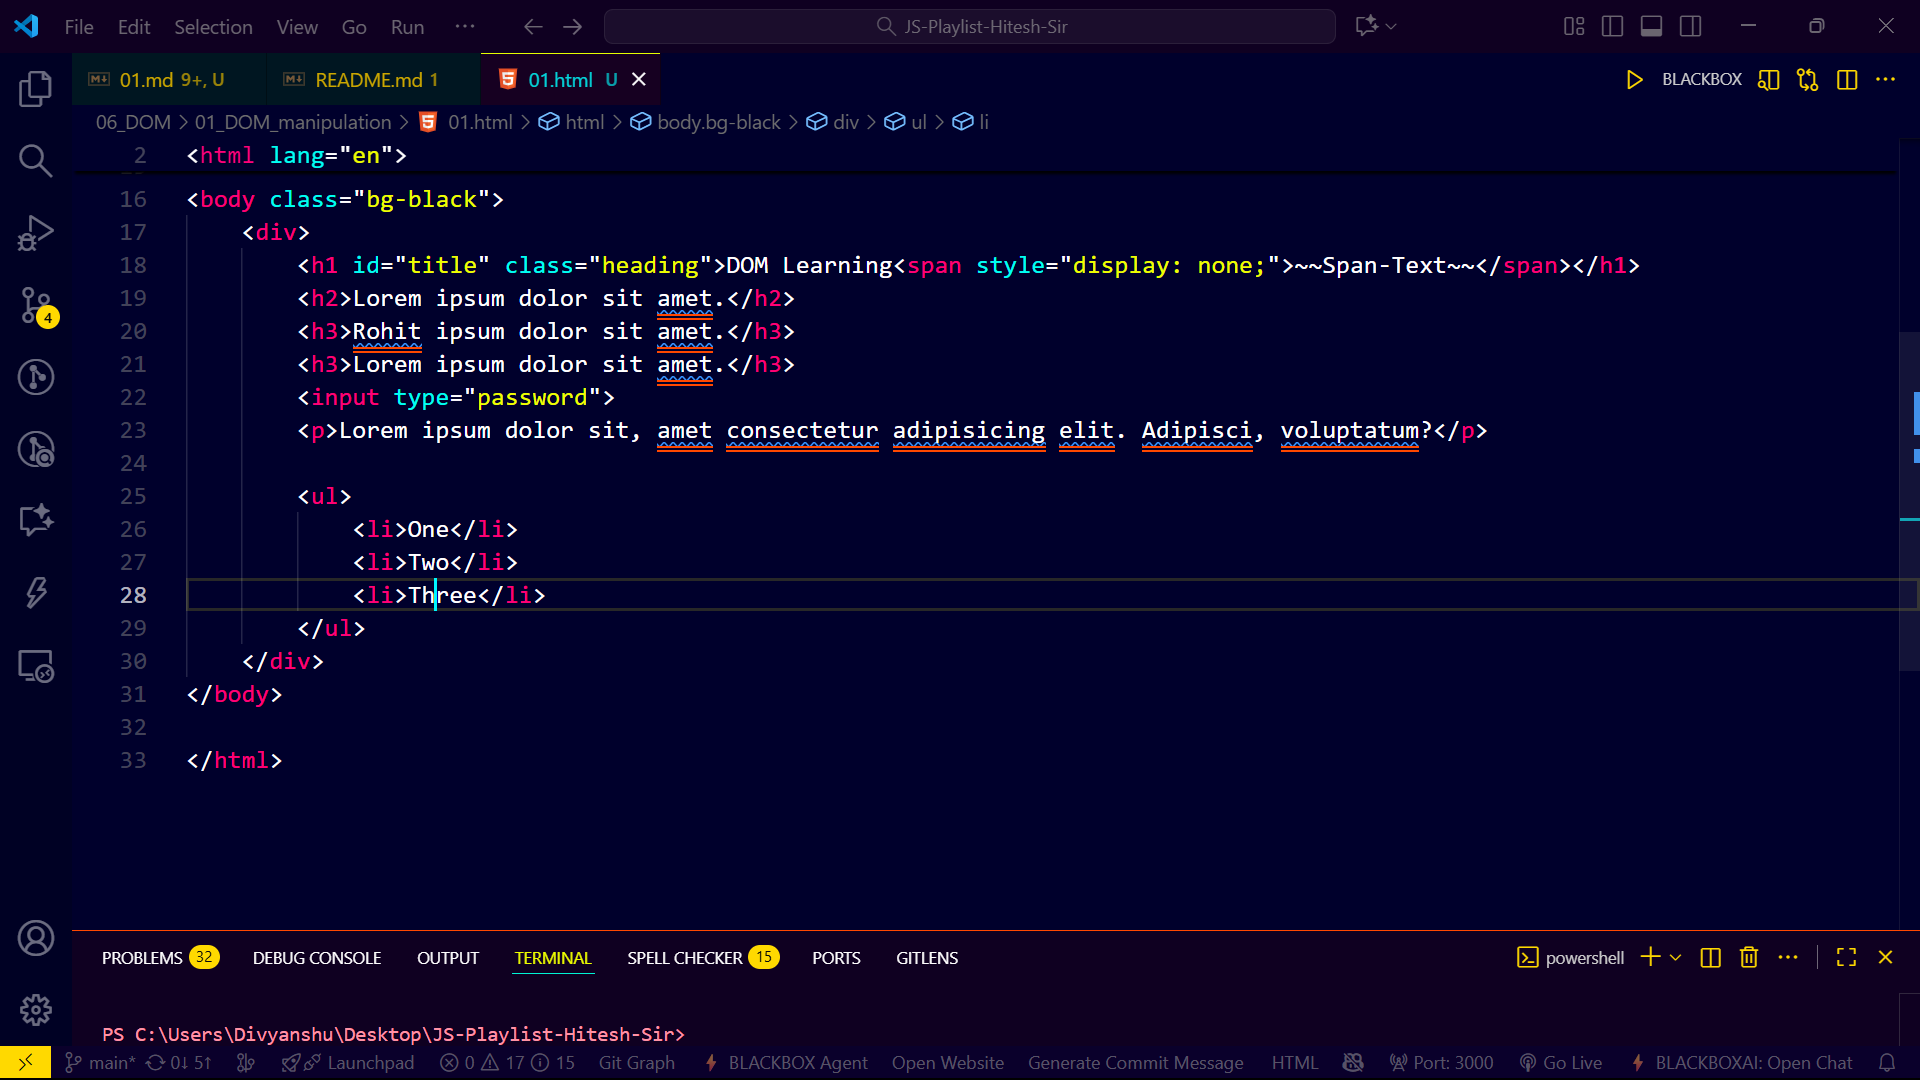 File Edit Selection View Go Run ··· JS-Playlist-Hitesh-Sir
01.md 9+, U README.md 1 01.html U BLACKBOX
06_DOM > 01_DOM_manipulation > 01.html > html > body.bg-black > div > ul > li
2 <html lang="en">
16 <body class="bg-black">
17 <div>
18 <h1 id="title" class="heading">DOM Learning<span style="display: none;">~~Span-Text~~</span></h1>
19 <h2>Lorem ipsum dolor sit amet.</h2>
20 <h3>Rohit ipsum dolor sit amet.</h3>
21 <h3>Lorem ipsum dolor sit amet.</h3>
22 <input type="password">
23 <p>Lorem ipsum dolor sit, amet consectetur adipisicing elit. Adipisci, voluptatum?</p>
24
25 <ul>
26 <li>One</li>
27 <li>Two</li>
28 <li>Three</li>
29 </ul>
30 </div>
31 </body>
32
33 </html>
4
PROBLEMS 32 DEBUG CONSOLE OUTPUT TERMINAL SPELL CHECKER 15 PORTS GITLENS powershell
PS C:\Users\Divyanshu\Desktop\JS-Playlist-Hitesh-Sir>
main* 0↓ 5↑ Launchpad 0 17 15 Git Graph BLACKBOX Agent Open Website Generate Commit Message HTML Port: 3000 Go Live BLACKBOXAI: Open Chat